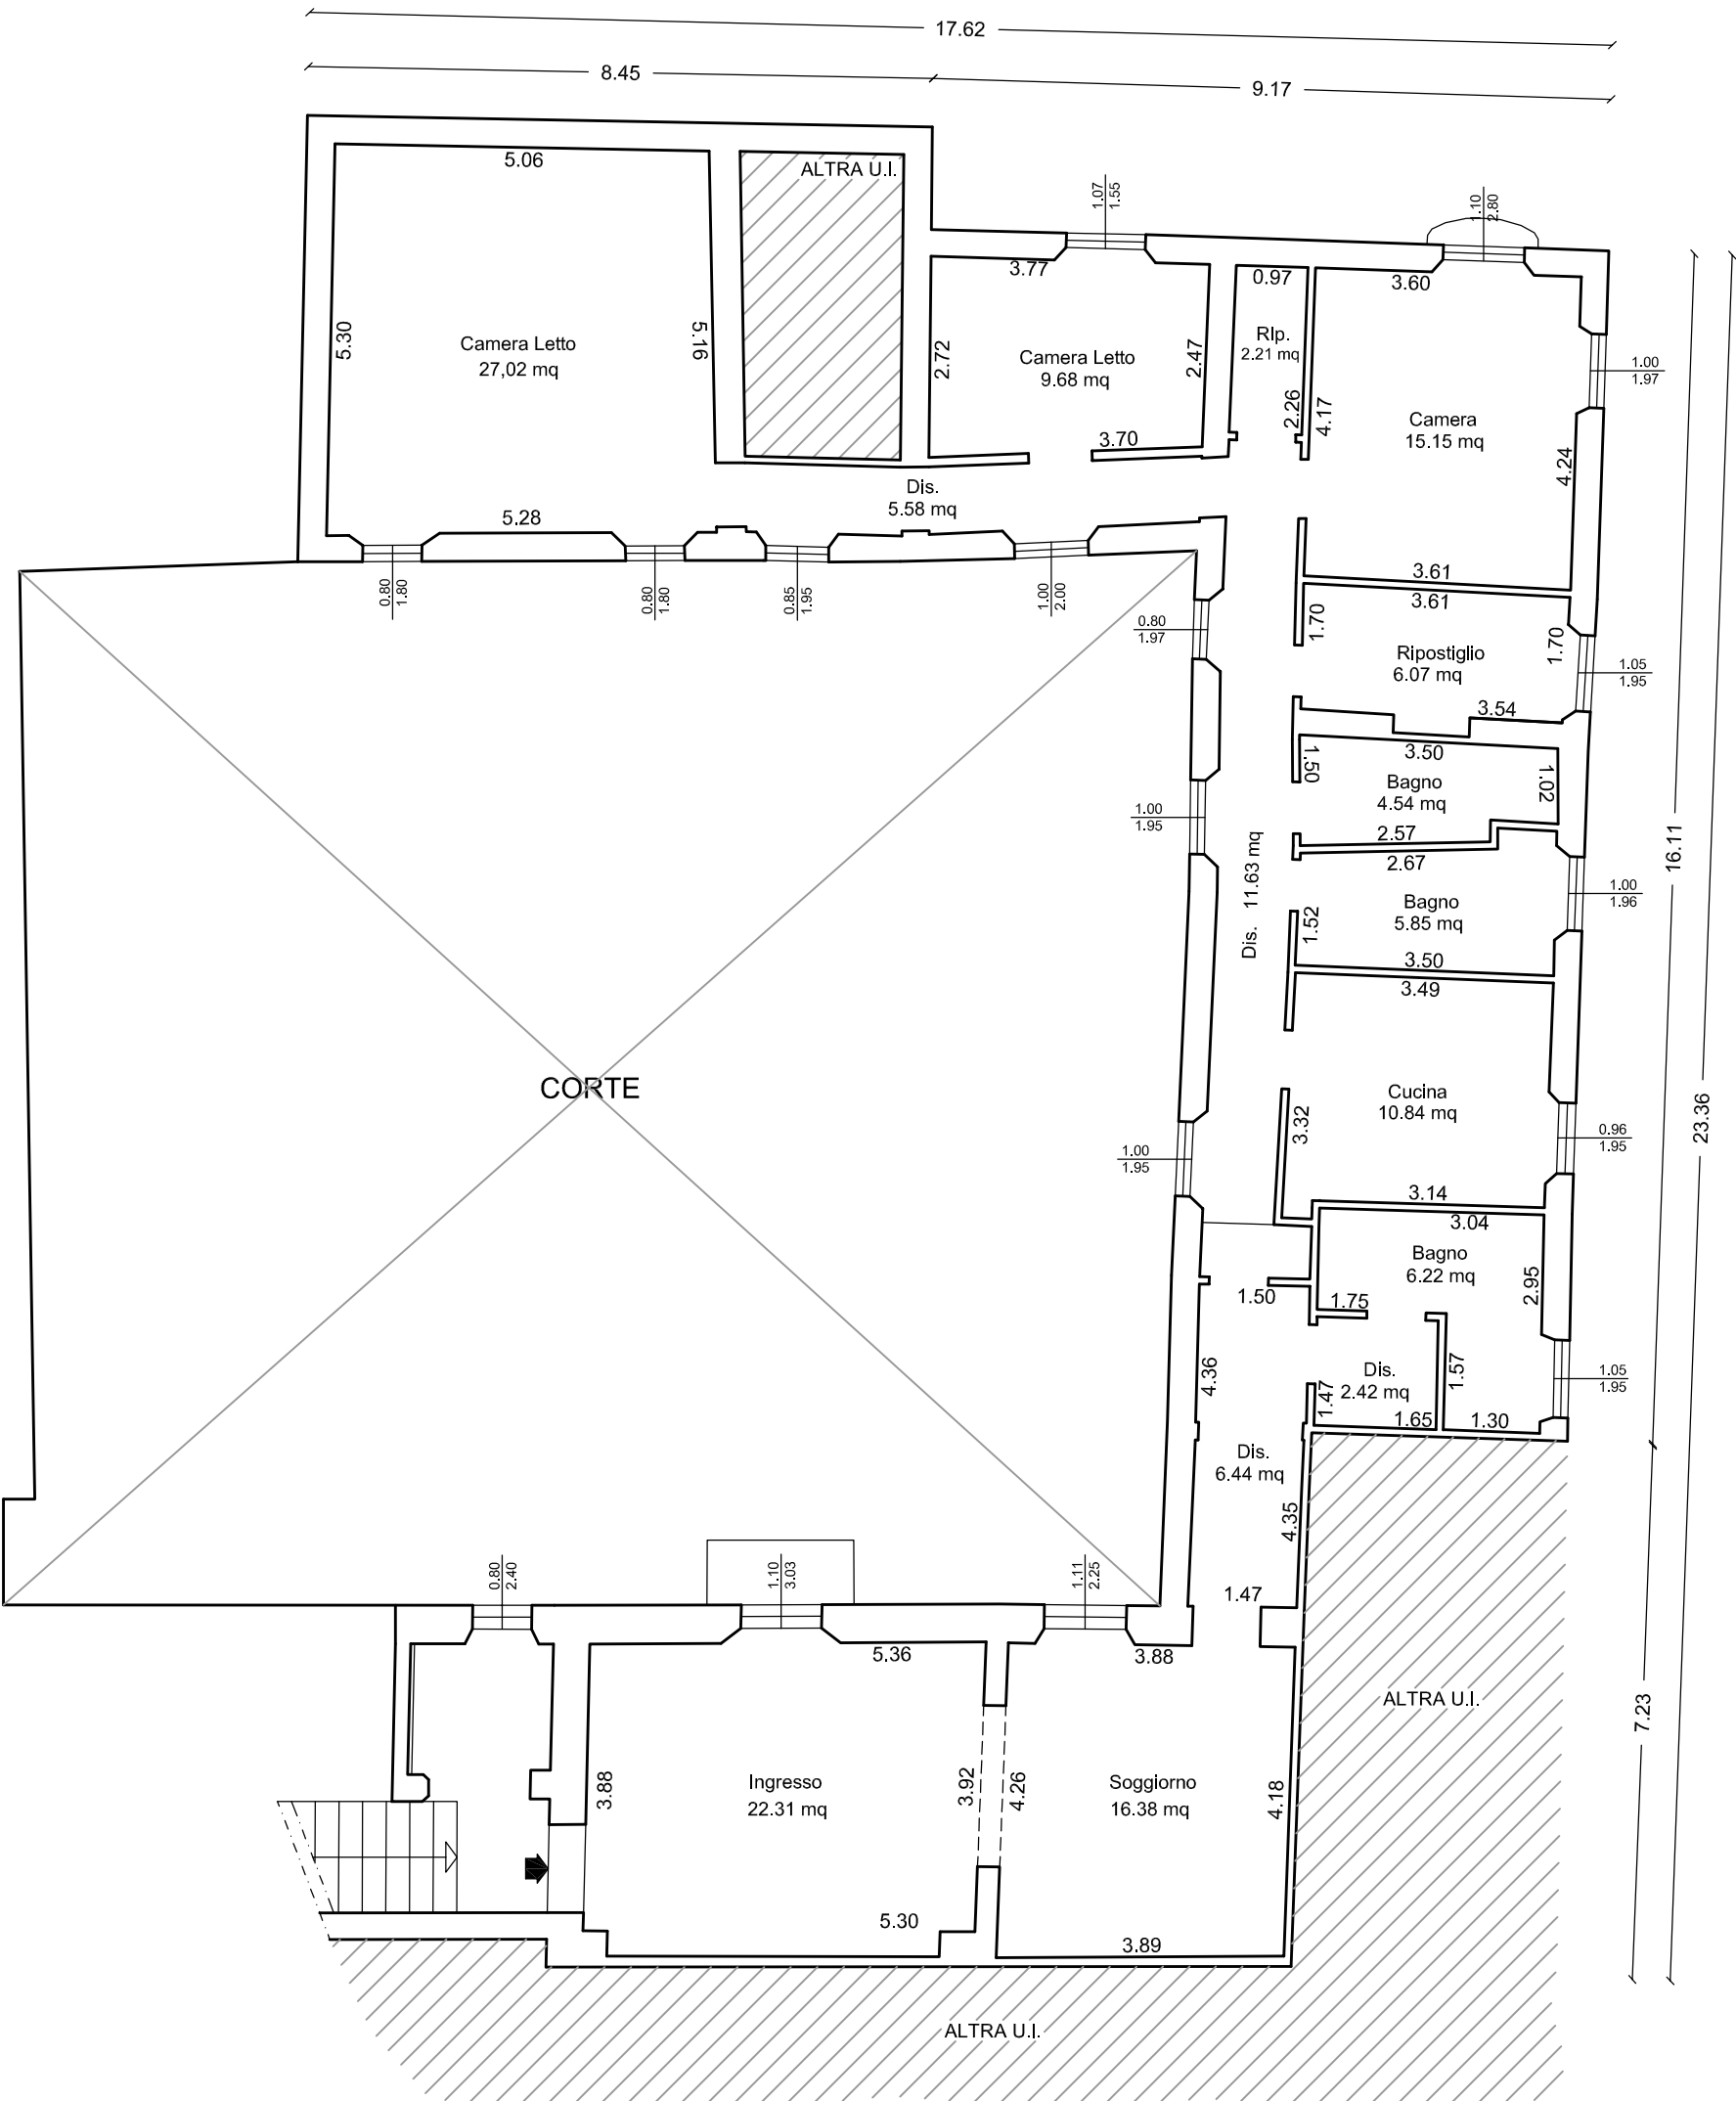 17.62
8.45
9.17
5.06
ALTRA U.I.
1.07
1.55
1.10
2.80
3.77
0.97
3.60
5.30
5.16
Camera Letto
27,02 mq
2.72
Camera Letto
9.68 mq
2.47
RIp.
2.21 mq
2.26
4.17
1.00
1.97
Camera
15.15 mq
4.24
3.70
Dis.
5.58 mq
5.28
0.80
1.80
0.80
1.80
0.85
1.95
1.00
2.00
3.61
3.61
0.80
1.97
1.70
Ripostiglio
6.07 mq
1.70
1.05
1.95
3.54
3.50
1.50
Bagno
4.54 mq
1.02
1.00
1.95
2.57
2.67
16.11
Dis. 11.63 mq
Bagno
5.85 mq
1.00
1.96
1.52
3.50
3.49
CORTE
Cucina
10.84 mq
3.32
0.96
1.95
23.36
1.00
1.95
3.14
3.04
Bagno
6.22 mq
2.95
1.50
1.75
4.36
1.57
Dis.
2.42 mq
1.47
1.05
1.95
1.65
1.30
Dis.
6.44 mq
4.35
0.80
2.40
1.10
3.03
1.11
2.25
1.47
5.36
3.88
ALTRA U.I.
7.23
3.88
Ingresso
22.31 mq
3.92
4.26
Soggiorno
16.38 mq
4.18
5.30
3.89
ALTRA U.I.